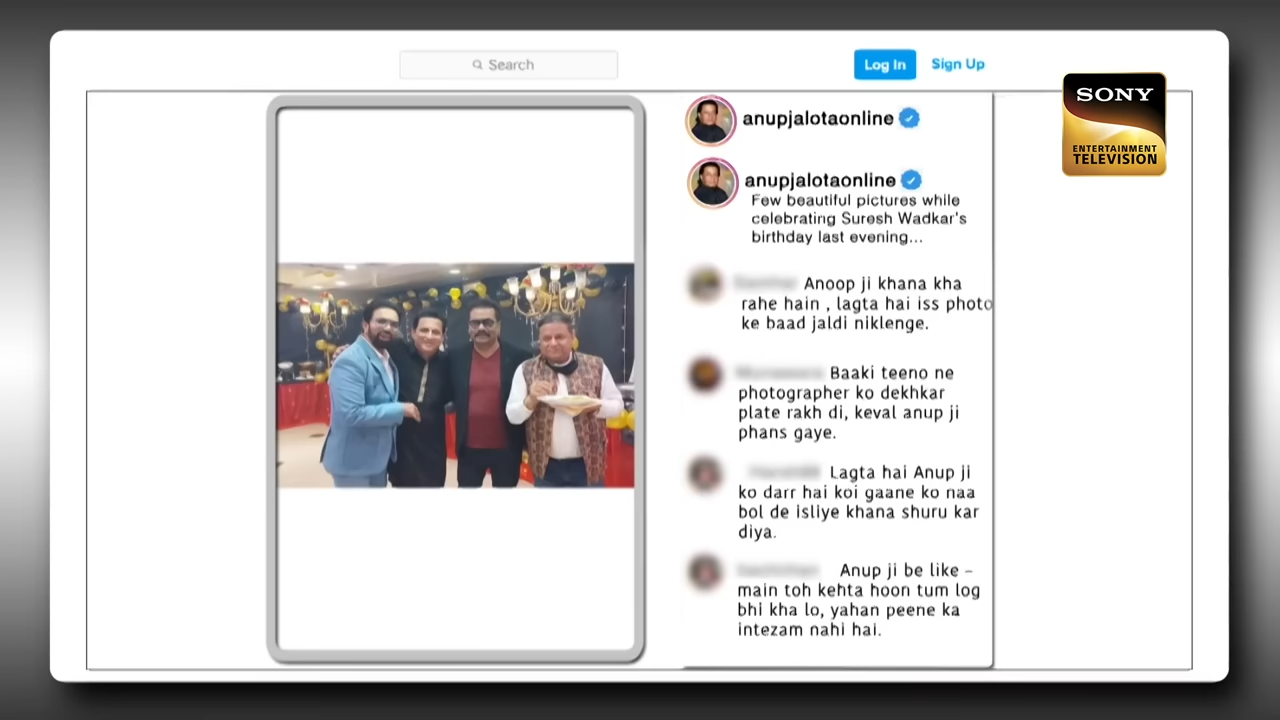 Search
Log In
Sign Up
SONY
ENTERTAINMENT
TELEVISION
anupjalotaonline
anupjalotaonline
Few beautiful pictures while
celebrating Suresh Wadkar's
birthday last evening...
Anoop ji khana kha
rahe hain , lagta hai iss photo
ke baad jaldi niklenge.
Baaki teeno ne
photographer ko dekhkar
plate rakh di, keval anup ji
phans gaye.
Lagta hai Anup ji
ko darr hai koi gaane ko naa
bol de isliye khana shuru kar
diya.
Anup ji be like –
main toh kehta hoon tum log
bhi kha lo, yahan peene ka
intezam nahi hai.